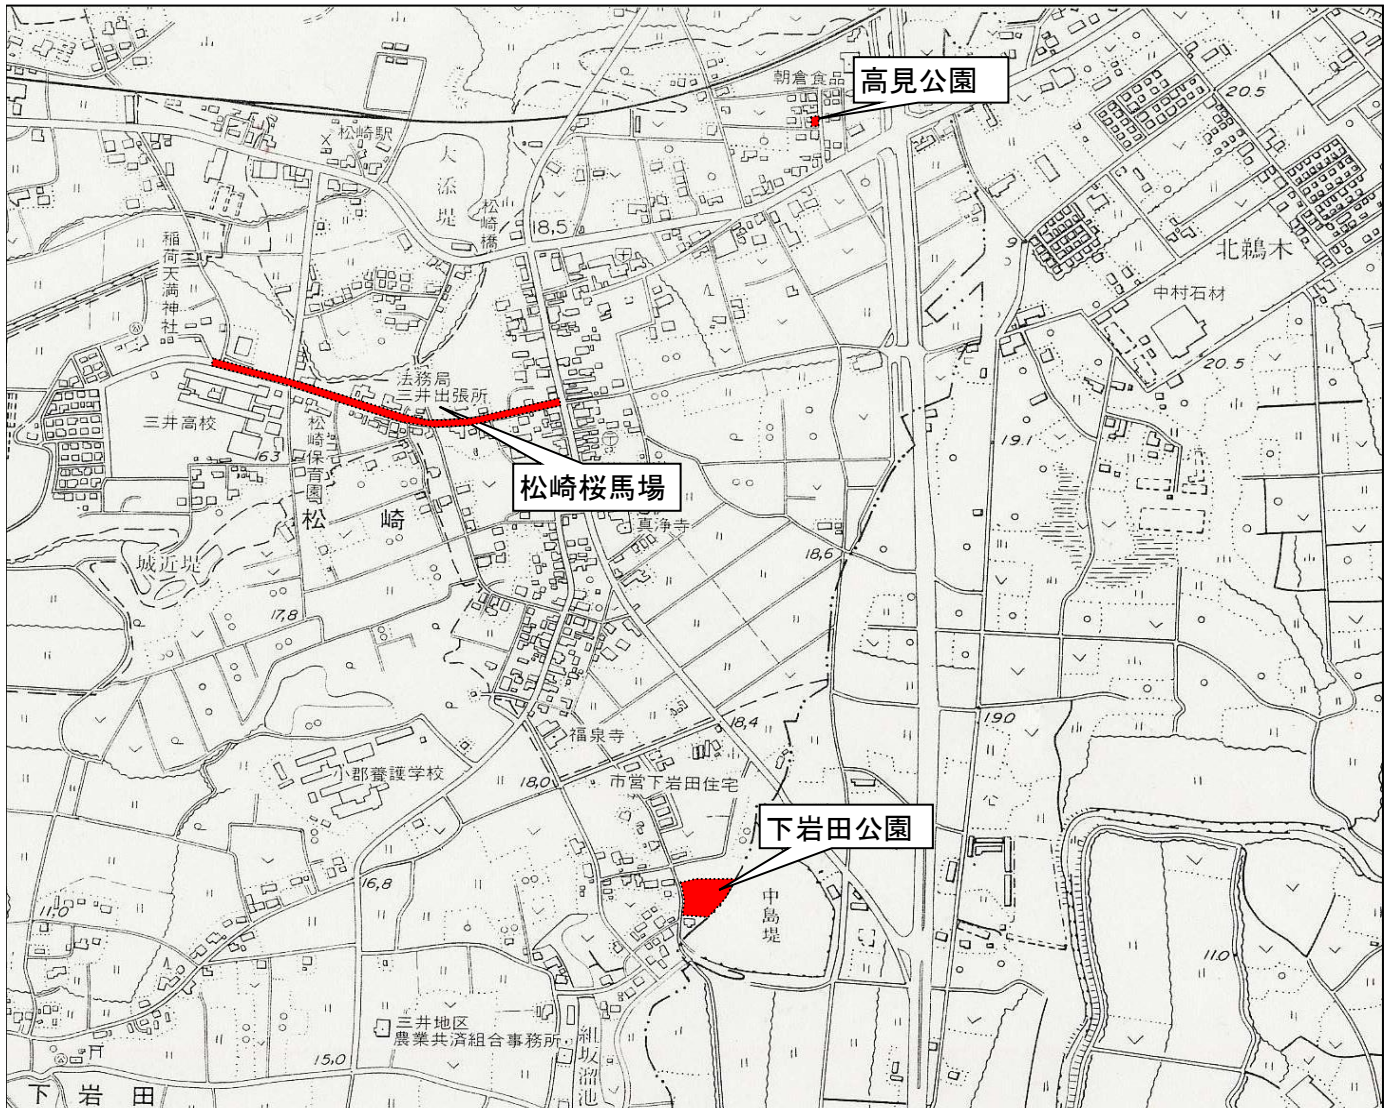 朝倉食品
高見公園
20.5
松崎駅
大添堤
松崎橋
18,5
稲荷天満神社
北鵜木
中村石材
20.5
法務局
三井出張所
三井高校
松崎保育園
163
松崎桜馬場
19.1
松崎
真浄寺
18,6
城近堤
17,8
福泉寺
18,4
190
小郡養護学校
18,0
市営下岩田住宅
下岩田公園
中島堤
16,8
11,0
11.0
三井地区
農業共済組合事務所
組坂溜池
15,0
下岩田